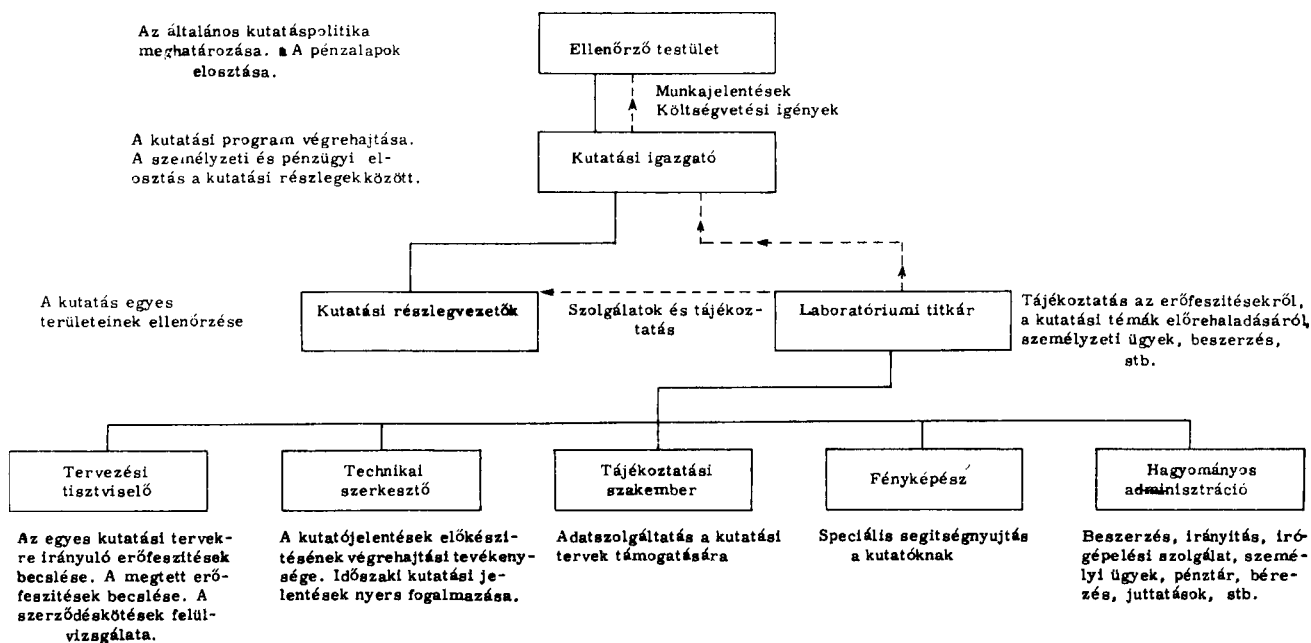 Az általános kutatáspolitika
meghatározása. A pénzalapok
elosztása.
Ellenőrző testület
Munkajelentések
Költségvetési igények
A kutatási program végrehajtása.
A személyzeti és pénzügyi el-
osztás a kutatási részlegek között.
Kutatási igazgató
A kutatás egyes
területeinek ellenőrzése
Kutatási részlegvezetők
Szolgálatok és tájékoz-
tatás
Laboratóriumi titkár
Tájékoztatás az erőfeszitésekről,
a kutatási témák előrehaladásáról,
személyzeti ügyek, beszerzés,
stb.
Tervezési
tisztviselő
Technikai
szerkesztő
Tájékoztatási
szakember
Fényképész
Hagyományos
adminisztráció
Az egyes kutatási tervek-
re irányuló erőfeszitések
becslése. A megtett erő-
feszitések becslése. A
szerződéskötések felül-
vizsgálata.
A kutatójelentések előkész-
itésének végrehajtási tevékeny-
sége. Időszaki kutatási je-
lentések nyers fogalmazása.
Adatszolgáltatás a kutatási
tervek támogatására
Speciális segitségnyujtás
a kutatóknak
Beszerzés, irányitás, iró-
gépelési szolgálat, szemé-
lyi ügyek, pénztár, bére-
zés, juttatások, stb.